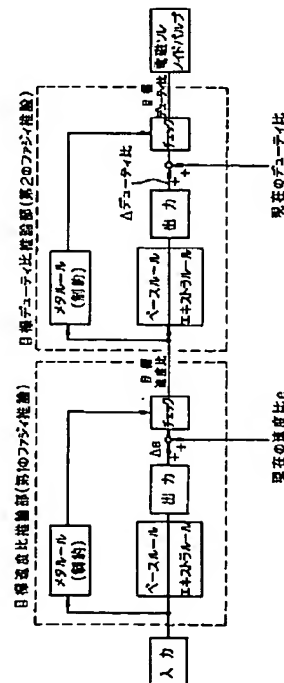 入力
目標速度比推論部(第1のファジィ推論)
メタルール
(制約)
ベースルール
エキストラルール
出力
Δe
+
+
チェック
現在の速度比e
目標
速度比
目標デューティ比推論部(第2のファジィ推論)
メタルール
(制約)
ベースルール
エキストラルール
出力
Δデューティ比
+
+
チェック
現在のデューティ比
目標
デューティ比
電磁ソレ
ノイドバルブ